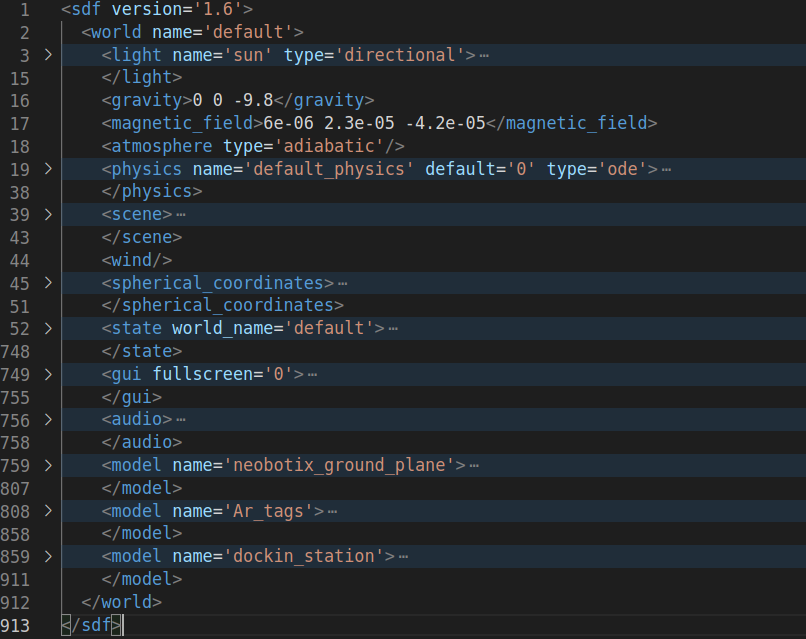 1 <sdf version='1.6'>
2 <world name='default'>
3 > <light name='sun' type='directional'>⋯
15 </light>
16 <gravity>0 0 -9.8</gravity>
17 <magnetic_field>6e-06 2.3e-05 -4.2e-05</magnetic_field>
18 <atmosphere type='adiabatic'/>
19 > <physics name='default_physics' default='0' type='ode'>⋯
38 </physics>
39 > <scene>⋯
43 </scene>
44 <wind/>
45 > <spherical_coordinates>⋯
51 </spherical_coordinates>
52 > <state world_name='default'>⋯
748 </state>
749 > <gui fullscreen='0'>⋯
755 </gui>
756 > <audio>⋯
758 </audio>
759 > <model name='neobotix_ground_plane'>⋯
807 </model>
808 > <model name='Ar_tags'>⋯
858 </model>
859 > <model name='dockin_station'>⋯
911 </model>
912 </world>
913 </sdf>